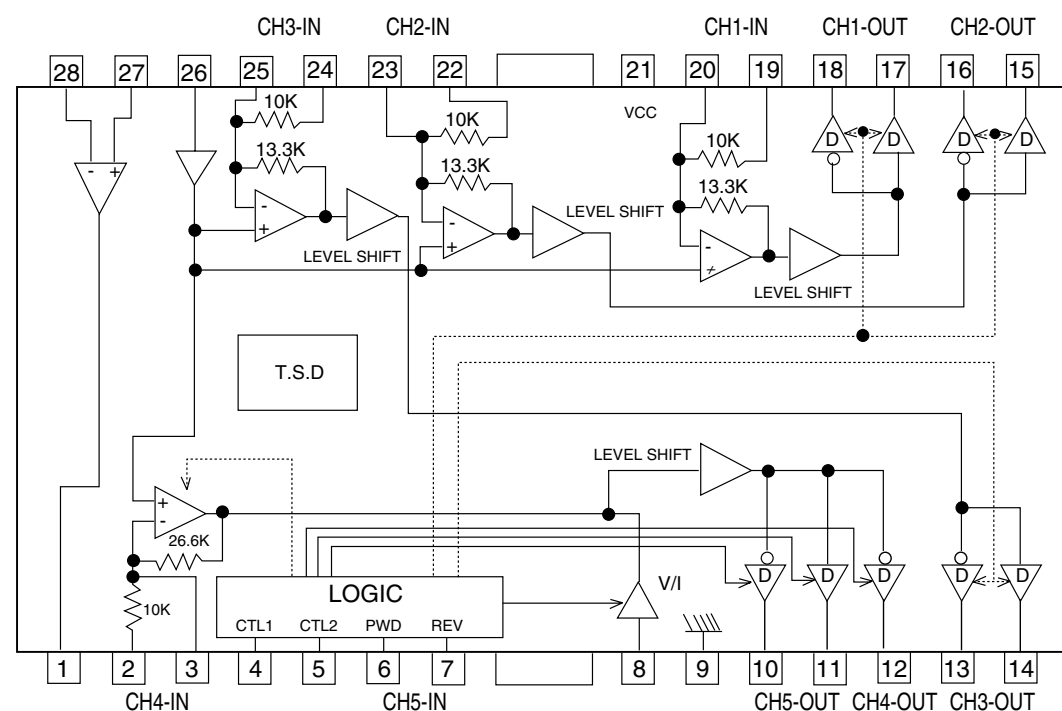 CH3-IN CH2-IN CH1-IN CH1-OUT CH2-OUT
28 27 26 25 24 23 22 21 20 19 18 17 16 15
10K
10K
VCC
10K
D D D D
13.3K
13.3K
13.3K
- +
-
+
-
+
LEVEL SHIFT
-
≠
LEVEL SHIFT
LEVEL SHIFT
T.S.D
LEVEL SHIFT
+
-
26.6K
10K
LOGIC
V/I
D D D D D
CTL1 CTL2 PWD REV
1 2 3 4 5 6 7 8 9 10 11 12 13 14
CH4-IN CH5-IN CH5-OUT CH4-OUT CH3-OUT